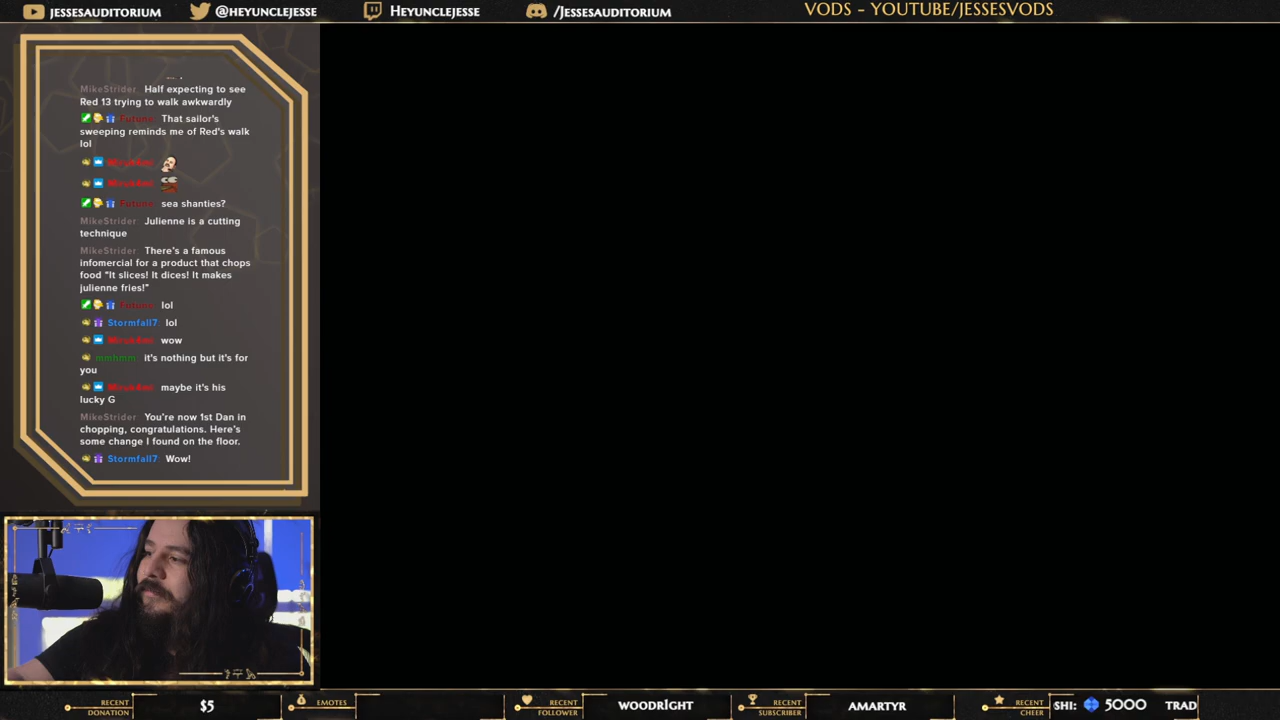 JESSESAUDITORIUM @HEYUNCLEJESSE HEYUNCLEJESSE /JESSESAUDITORIUM VODS - YOUTUBE/JESSESVODS
MikeStrider Half expecting to see
Red 13 trying to walk awkwardly
That sailor's
sweeping reminds me of Red's walk
lol
sea shanties?
MikeStrider Julienne is a cutting
technique
MikeStrider There's a famous
infomercial for a product that chops
food "It slices! It dices! It makes
julienne fries!"
lol
Stormfall7: lol
wow
mmhmm it's nothing but it's for
you
maybe it's his
lucky G
MikeStrider You're now 1st Dan in
chopping, congratulations. Here's
some change I found on the floor.
Stormfall7: Wow!
RECENT
DONATION
$5
EMOTES
RECENT
FOLLOWER
WOODR1GHT
RECENT
SUBSCRIBER
AMARTYR
RECENT
CHEER
SHI: 5000 TRAD